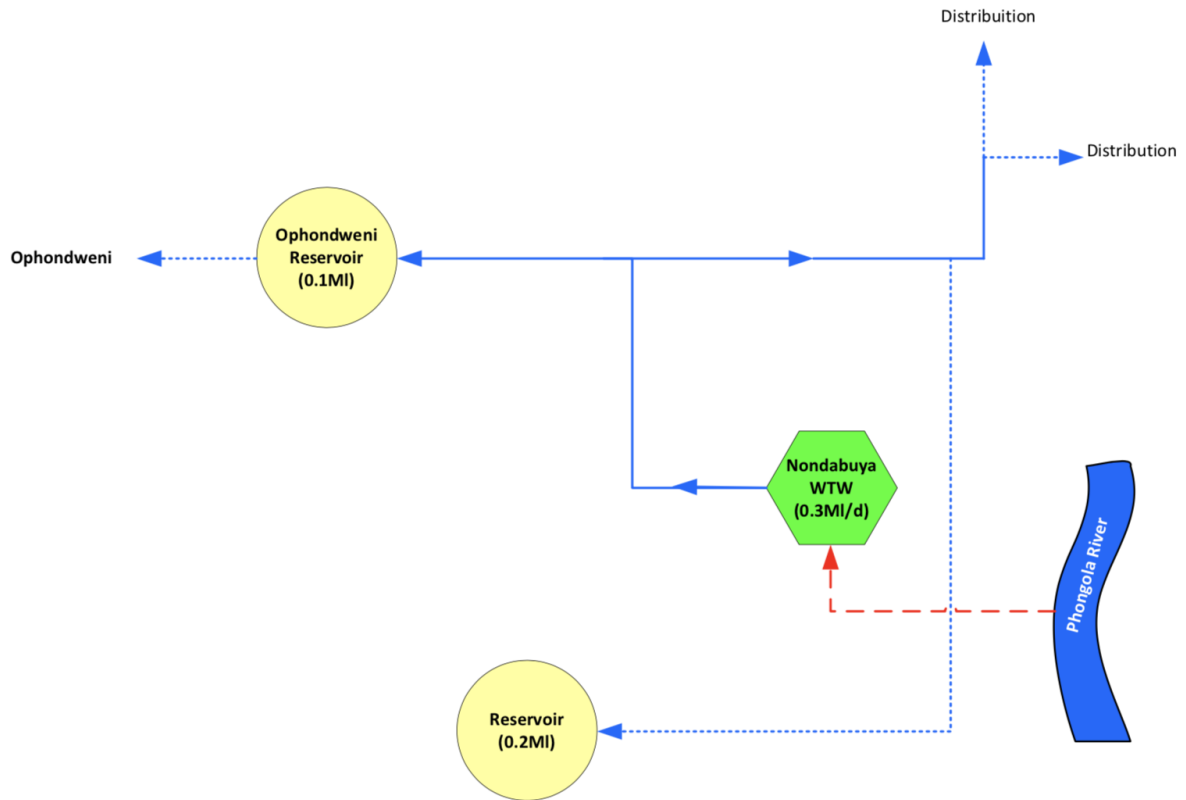 Distribuition
Distribution
Ophondweni
Ophondweni
Reservoir
(0.1Ml)
Nondabuya
WTW
(0.3Ml/d)
Phongola River
Reservoir
(0.2Ml)